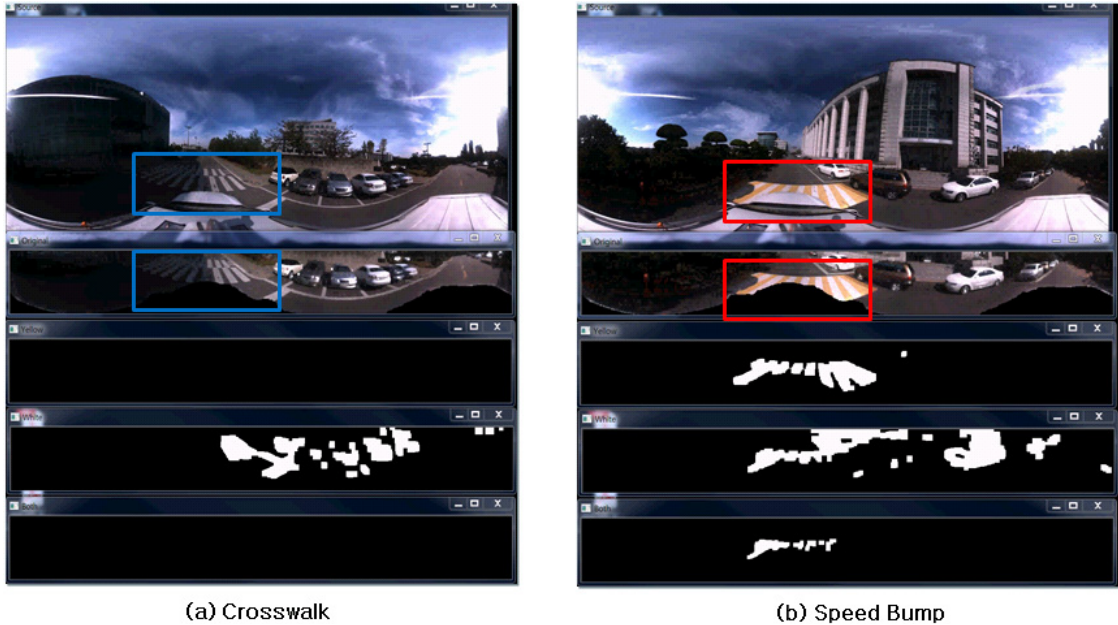 Source
Source
Original
Original
Yellow
Yellow
White
White
Both
Both
(a) Crosswalk
(b) Speed Bump